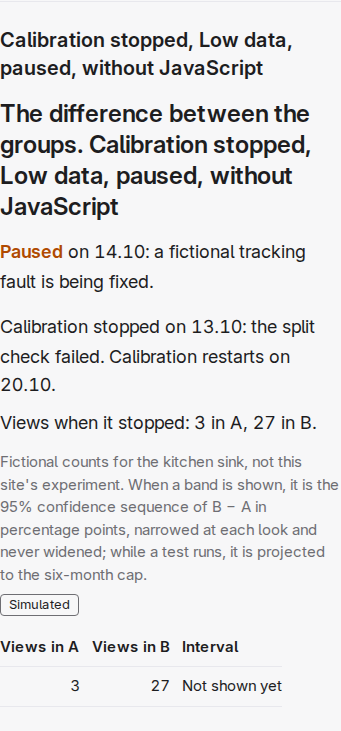 Calibration stopped, Low data,
paused, without JavaScript
The difference between the
groups. Calibration stopped,
Low data, paused, without
JavaScript
Paused on 14.10: a fictional tracking
fault is being fixed.
Calibration stopped on 13.10: the split
check failed. Calibration restarts on
20.10.
Views when it stopped: 3 in A, 27 in B.
Fictional counts for the kitchen sink, not this
site's experiment. When a band is shown, it is the
95% confidence sequence of B − A in
percentage points, narrowed at each look and
never widened; while a test runs, it is projected
to the six-month cap.
Simulated
Views in A Views in B Interval
3 27 Not shown yet